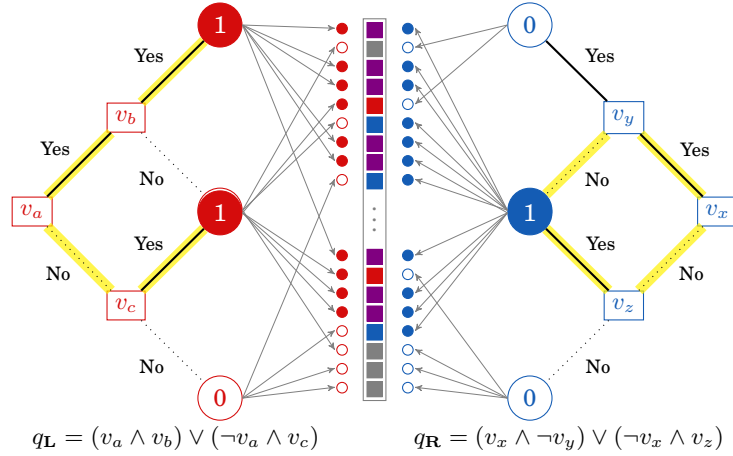 1
0
Yes
Yes
v_b
v_y
Yes
Yes
No
No
v_a
1
1
v_x
No
Yes
Yes
No
v_c
v_z
No
No
0
0
q_L = (v_a ∧ v_b) ∨ (¬v_a ∧ v_c)
q_R = (v_x ∧ ¬v_y) ∨ (¬v_x ∧ v_z)